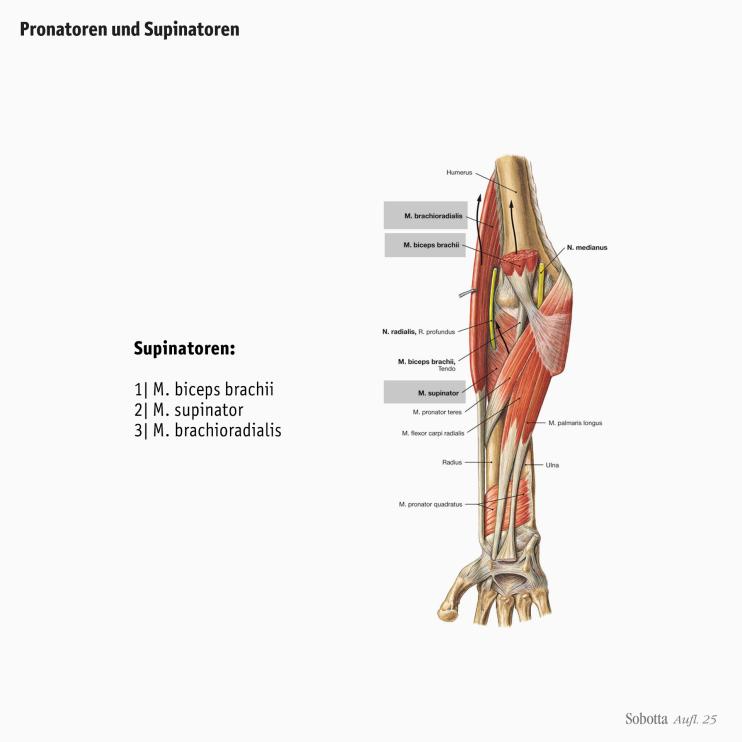 Pronatoren und Supinatoren
Humerus
M. brachioradialis
M. biceps brachii
N. medianus
N. radialis, R. profundus
M. biceps brachii,
Tendo
M. supinator
M. pronator teres
M. flexor carpi radialis
M. palmaris longus
Radius
Ulna
M. pronator quadratus
Supinatoren:
1| M. biceps brachii
2| M. supinator
3| M. brachioradialis
Sobotta Aufl. 25